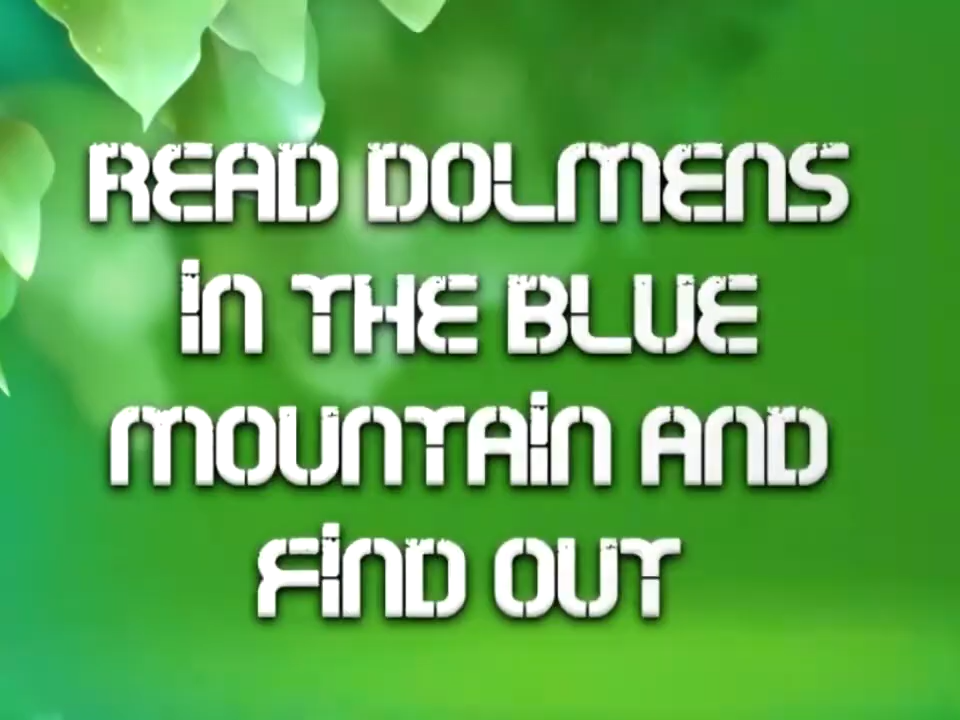 READ DOLMENS
IN THE BLUE
MOUNTAIN AND
FIND OUT